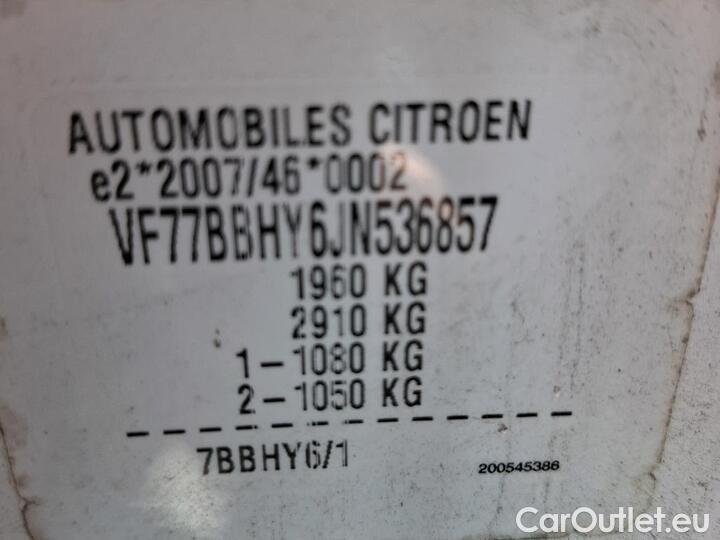 AUTOMOBILES CITROEN
e2*2007/46*0002
VF77BBHY6JN536857
1960 KG
2910 KG
1-1080 KG
2-1050 KG
7BBHY6/1
200545386
CarOutlet.eu